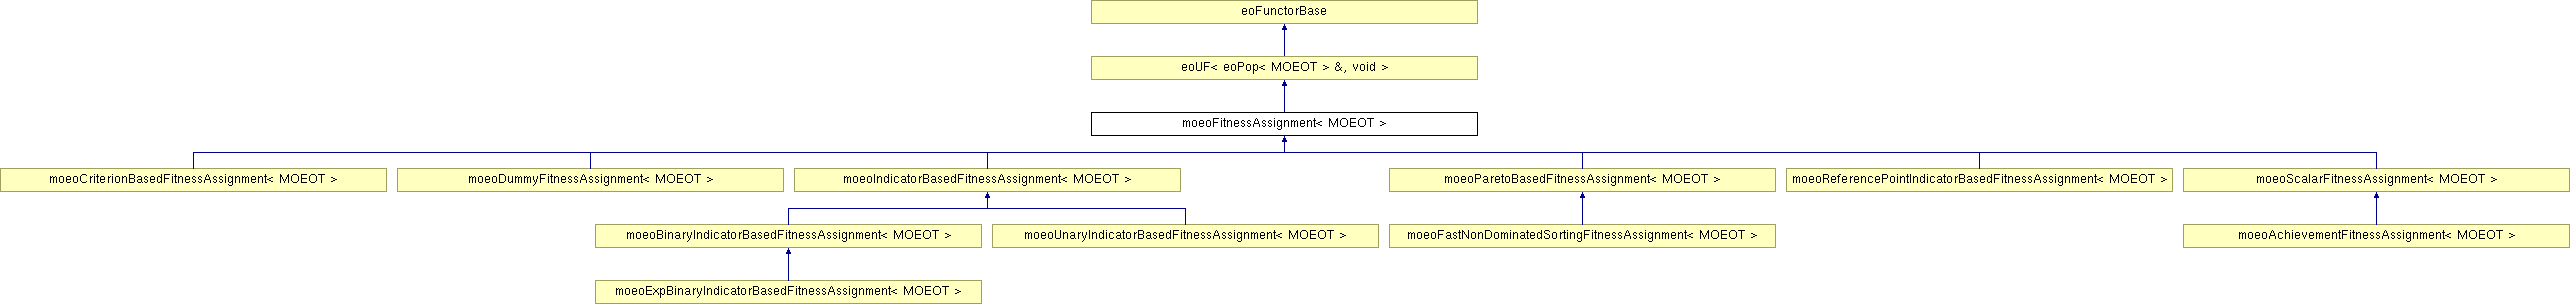 eoFunctorBase
eoUF< eoPop< MOEOT > &, void >
moeoFitnessAssignment< MOEOT >
moeoCriterionBasedFitnessAssignment< MOEOT >
moeoDummyFitnessAssignment< MOEOT >
moeoIndicatorBasedFitnessAssignment< MOEOT >
moeoParetoBasedFitnessAssignment< MOEOT >
moeoReferencePointIndicatorBasedFitnessAssignment< MOEOT >
moeoScalarFitnessAssignment< MOEOT >
moeoBinaryIndicatorBasedFitnessAssignment< MOEOT >
moeoUnaryIndicatorBasedFitnessAssignment< MOEOT >
moeoFastNonDominatedSortingFitnessAssignment< MOEOT >
moeoAchievementFitnessAssignment< MOEOT >
moeoExpBinaryIndicatorBasedFitnessAssignment< MOEOT >